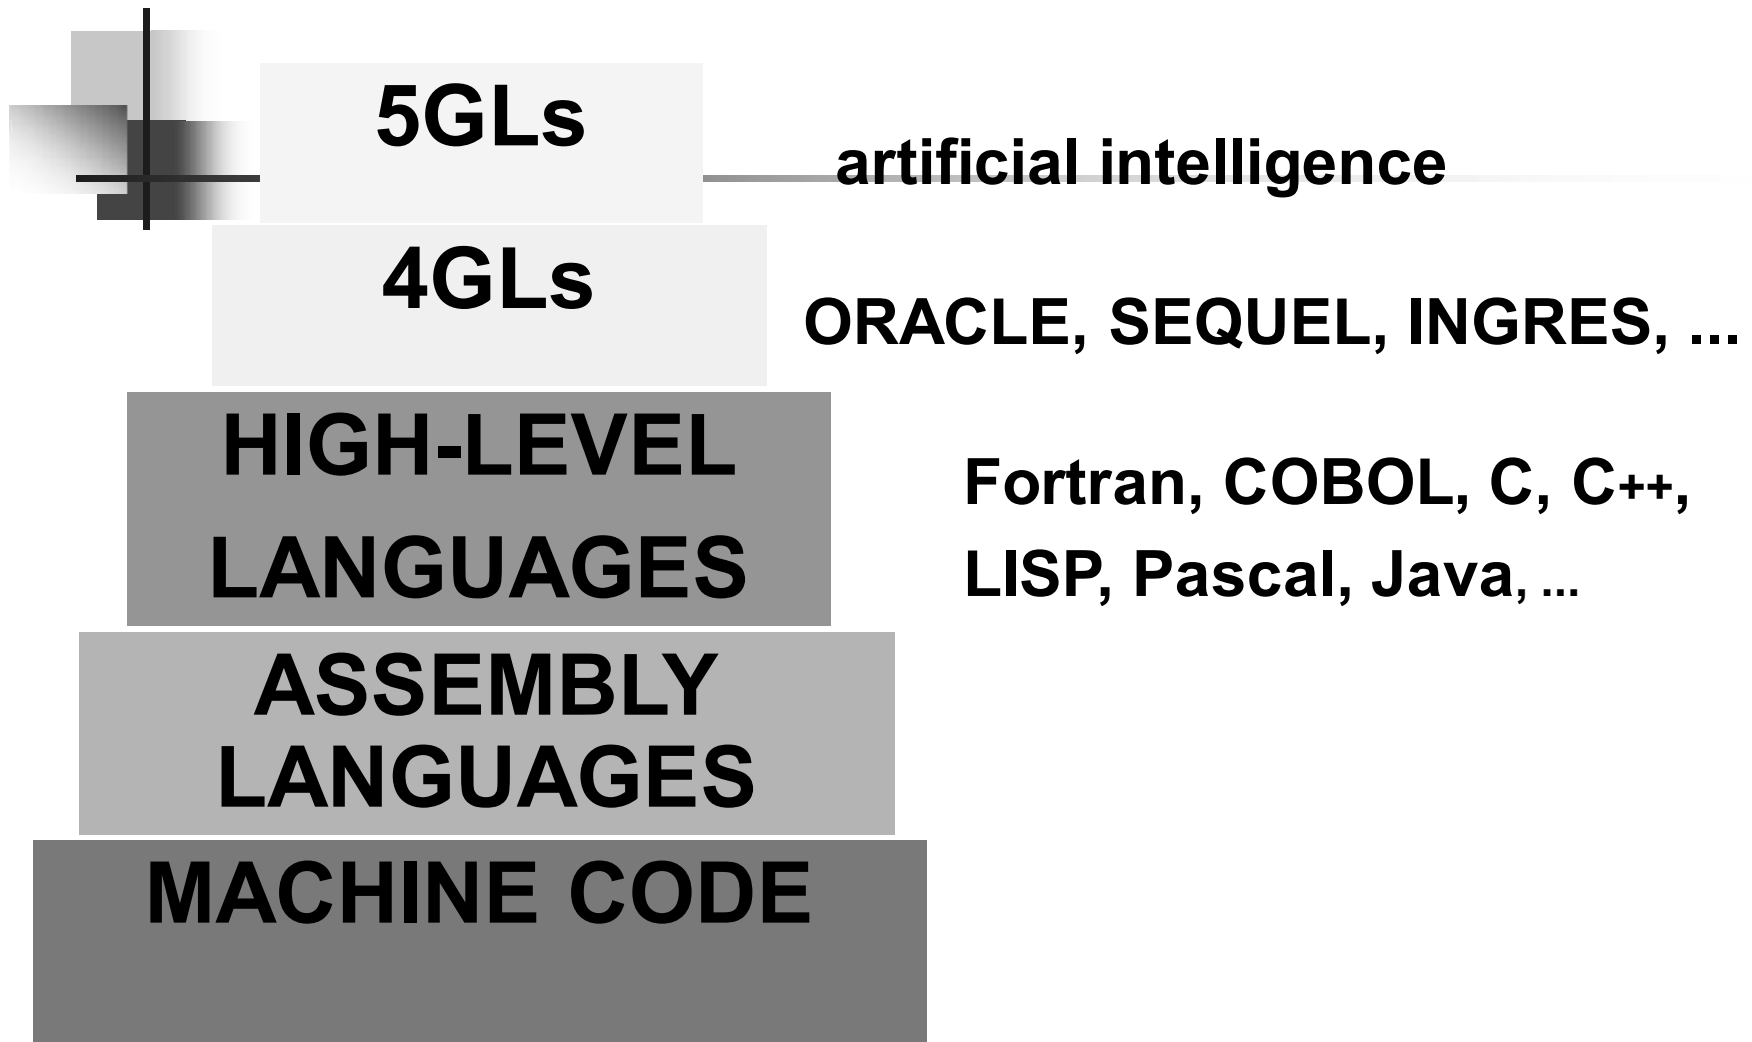 5GLs
artificial intelligence
4GLs
ORACLE, SEQUEL, INGRES, ...
HIGH-LEVEL
LANGUAGES
Fortran, COBOL, C, C++,
LISP, Pascal, Java, ...
ASSEMBLY
LANGUAGES
MACHINE CODE